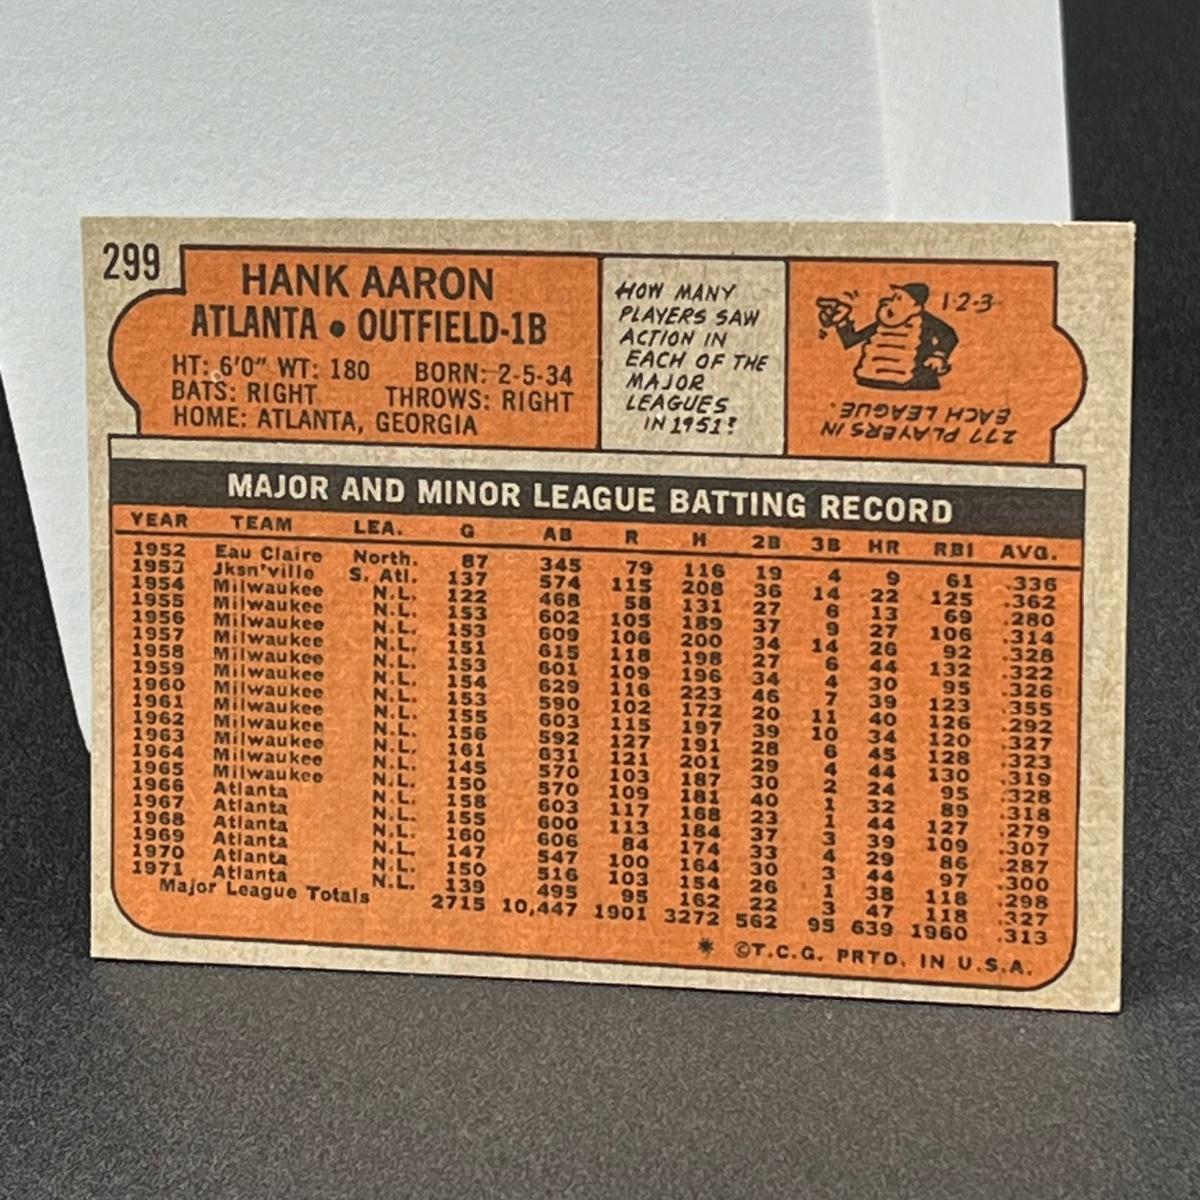 299
HANK AARON
ATLANTA • OUTFIELD-1B
HT: 6'0" WT: 180 BORN: 2-5-34
BATS: RIGHT THROWS: RIGHT
HOME: ATLANTA, GEORGIA
HOW MANY
PLAYERS SAW
ACTION IN
EACH OF THE
MAJOR
LEAGUES
IN 1951?
1-2-3-
277 PLAYERS IN
EACH LEAGUE.
MAJOR AND MINOR LEAGUE BATTING RECORD
YEAR TEAM LEA. G AB R H 2B 3B HR RBI AVG.
1952 Eau Claire North. 87 345 79 116 19 4 9 61 .336
1953 Jksn'ville S. Atl. 137 574 115 208 36 14 22 125 .362
1954 Milwaukee N.L. 122 468 58 131 27 6 13 69 .280
1955 Milwaukee N.L. 153 602 105 189 37 9 27 106 .314
1956 Milwaukee N.L. 153 609 106 200 34 14 26 92 .328
1957 Milwaukee N.L. 151 615 118 198 27 6 44 132 .322
1958 Milwaukee N.L. 153 601 109 196 34 4 30 95 .326
1959 Milwaukee N.L. 154 629 116 223 46 7 39 123 .355
1960 Milwaukee N.L. 153 590 102 172 20 11 40 126 .292
1961 Milwaukee N.L. 155 603 115 197 39 10 34 120 .327
1962 Milwaukee N.L. 156 592 127 191 28 6 45 128 .323
1963 Milwaukee N.L. 161 631 121 201 29 4 44 130 .319
1964 Milwaukee N.L. 145 570 103 187 30 2 24 95 .328
1965 Milwaukee N.L. 150 570 109 181 40 1 32 89 .318
1966 Atlanta N.L. 158 603 117 168 23 1 44 127 .279
1967 Atlanta N.L. 155 600 113 184 37 3 39 109 .307
1968 Atlanta N.L. 160 606 84 174 33 4 29 86 .287
1969 Atlanta N.L. 147 547 100 164 30 3 44 97 .300
1970 Atlanta N.L. 150 516 103 154 26 1 38 118 .298
1971 Atlanta N.L. 139 495 95 162 22 3 47 118 .327
Major League Totals 2715 10,447 1901 3272 562 95 639 1960 .313
* ©T.C.G. PRTD. IN U.S.A.